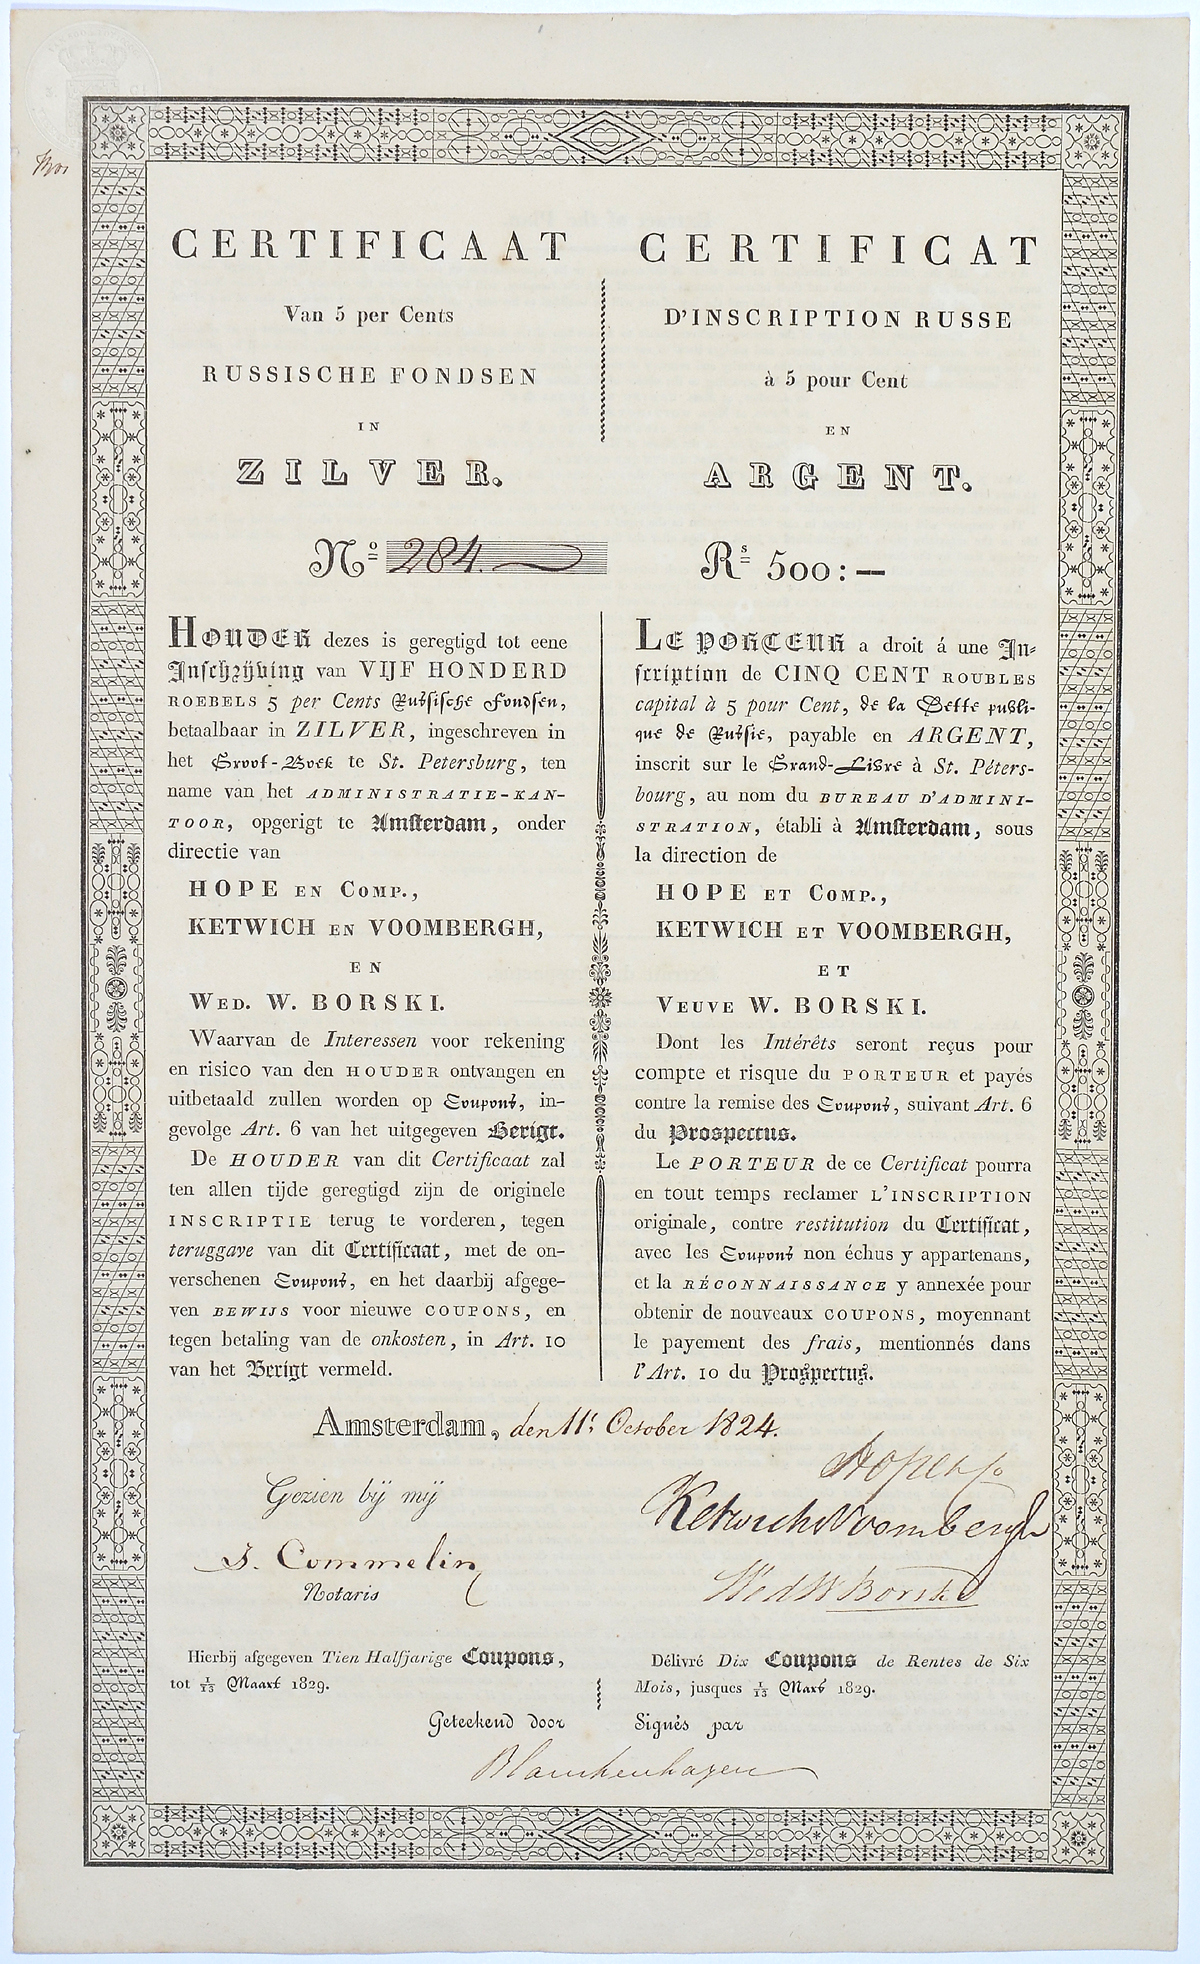 CERTIFICAAT
Van 5 per Cents
RUSSISCHE FONDSEN
IN
ZILVER.
Nº 284.
HOUDER dezes is geregtigd tot eene
Inschrijving van VIJF HONDERD
ROEBELS 5 per Cents Russische Fondsen,
betaalbaar in ZILVER, ingeschreven in
het Groot-Boek te St. Petersburg, ten
name van het ADMINISTRATIE-KAN-
TOOR, opgerigt te Amsterdam, onder
directie van
HOPE EN COMP.,
KETWICH EN VOOMBERGH,
EN
WED. W. BORSKI.
Waarvan de Interessen voor rekening
en risico van den HOUDER ontvangen en
uitbetaald zullen worden op Coupons, in-
gevolge Art. 6 van het uitgegeven Berigt.
De HOUDER van dit Certificaat zal
ten allen tijde geregtigd zijn de originele
INSCRIPTIE terug te vorderen, tegen
teruggave van dit Certificaat, met de on-
verschenen Coupons, en het daarbij afgege-
ven BEWIJS voor nieuwe COUPONS, en
tegen betaling van de onkosten, in Art. 10
van het Berigt vermeld.
CERTIFICAT
D'INSCRIPTION RUSSE
à 5 pour Cent
EN
ARGENT.
Rs 500:—
LE PORTEUR a droit á une In-
scription de CINQ CENT ROUBLES
capital à 5 pour Cent, de la Dette publi-
que de Russie, payable en ARGENT,
inscrit sur le Grand-Livre à St. Péters-
bourg, au nom du BUREAU D'ADMINI-
STRATION, établi à Amsterdam, sous
la direction de
HOPE ET COMP.,
KETWICH ET VOOMBERGH,
ET
VEUVE W. BORSKI.
Dont les Intérêts seront reçus pour
compte et risque du PORTEUR et payés
contre la remise des Coupons, suivant Art. 6
du Prospectus.
Le PORTEUR de ce Certificat pourra
en tout temps reclamer L'INSCRIPTION
originale, contre restitution du Certificat,
avec les Coupons non échus y appartenans,
et la RÉCONNAISSANCE y annexée pour
obtenir de nouveaux COUPONS, moyennant
le payement des frais, mentionnés dans
l'Art. 10 du Prospectus.
Amsterdam, den 11t October 1824.
Gezien bij mij
J. Commelin
Notaris
Hope & Co
Ketwich & Voombergh
Wed W Borski
Hierbij afgegeven Tien Halfjarige Coupons,
tot 1/13 Maart 1829.
Délivré Dix Coupons de Rentes de Six
Mois, jusques 1/13 Mars 1829.
Geteekend door
Signés par
Blanckenhagen